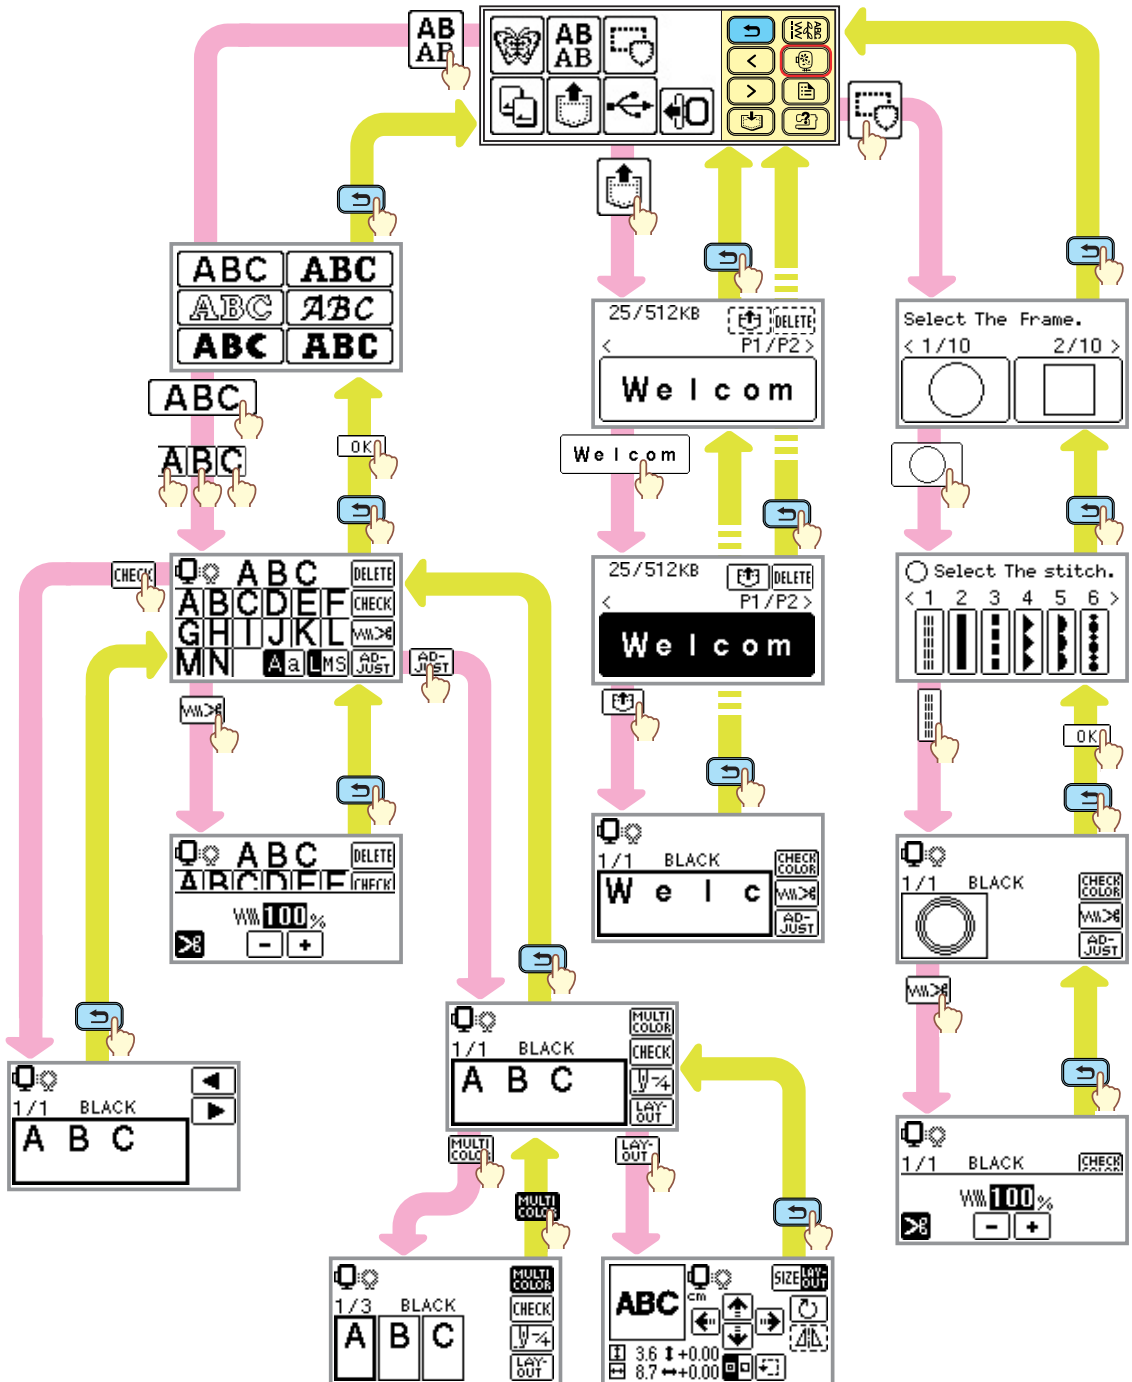 AB
AB
AB
AB
ABC
ABC ABC
ABC ABC
ABC ABC
25/512KB
DELETE
< P1/P2 >
Welcom
Select The Frame.
< 1/10 2/10 >
ABC
ABC
OK
Welcom
CHECK
ABC DELETE
ABCDEF CHECK
GHIJKL
MN A a L M S AD-JUST
AD-JUST
25/512KB
DELETE
< P1/P2 >
Welcom
Select The stitch.
< 1 2 3 4 5 6 >
OK
ABC DELETE
ABCDEF CHECK
100%
- +
1/1 BLACK
CHECK COLOR
W e l c
AD-JUST
1/1 BLACK
CHECK COLOR
AD-JUST
1/1 BLACK
A B C
MULTI COLOR
1/1 BLACK CHECK
A B C
LAY-OUT
MULTI COLOR
LAY-OUT
MULTI COLOR
1/1 BLACK CHECK
100%
- +
MULTI COLOR
1/3 BLACK CHECK
A B C
LAY-OUT
SIZE LAY-OUT
ABC cm
3.6 +0.00
8.7 +0.00